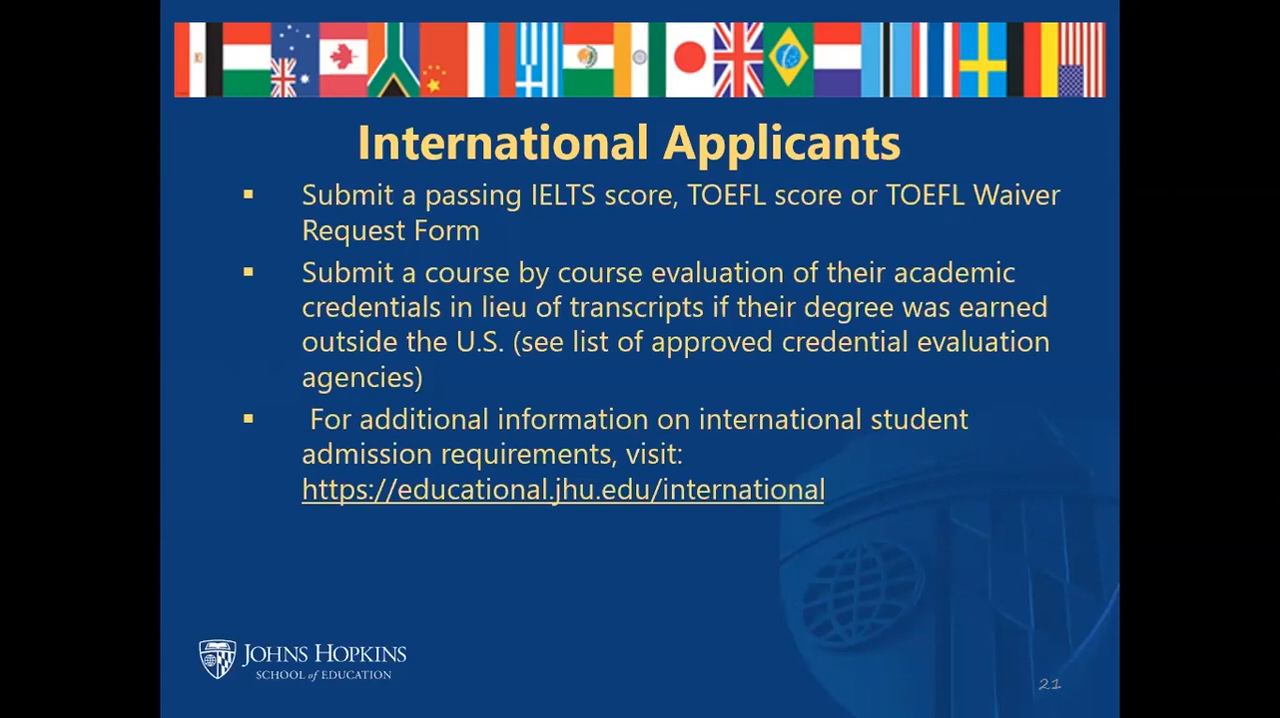 International Applicants
▪ Submit a passing IELTS score, TOEFL score or TOEFL Waiver
Request Form
▪ Submit a course by course evaluation of their academic
credentials in lieu of transcripts if their degree was earned
outside the U.S. (see list of approved credential evaluation
agencies)
▪ For additional information on international student
admission requirements, visit:
https://educational.jhu.edu/international
JOHNS HOPKINS
SCHOOL of EDUCATION
21